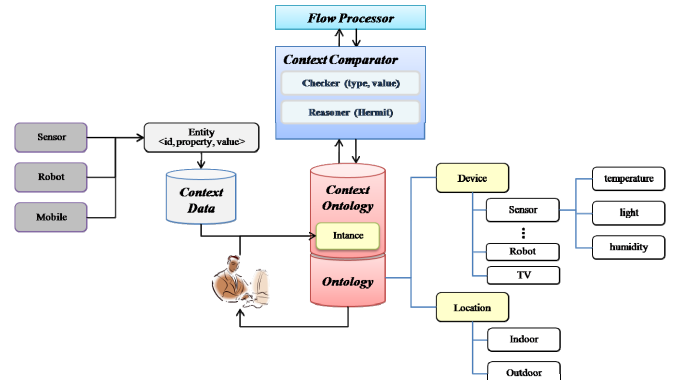 Flow Processor
Context Comparator
Checker (type, value)
Reasoner (Hermit)
Sensor
Robot
Mobile
Entity
<id, property, value>
Context
Data
Context
Ontology
Intance
Ontology
Device
Sensor
⋮
Robot
TV
temperature
light
humidity
Location
Indoor
Outdoor